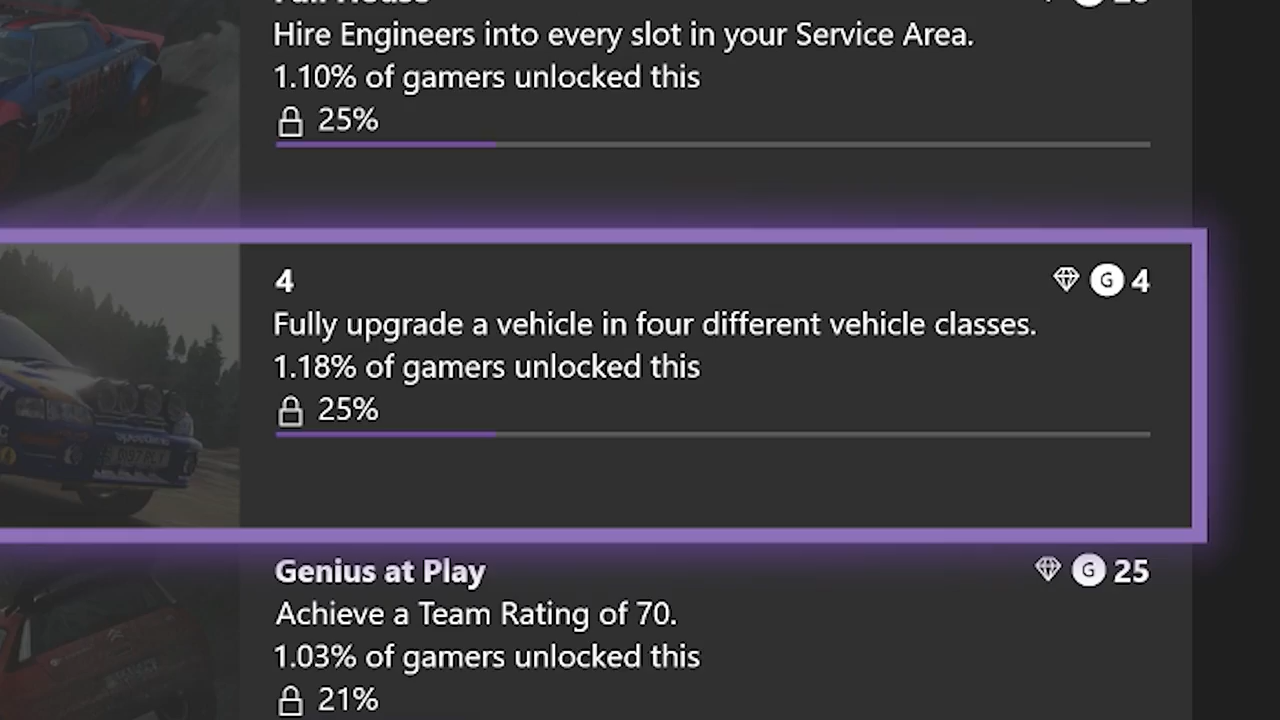 Full House
Hire Engineers into every slot in your Service Area.
1.10% of gamers unlocked this
25%
4 G 4
Fully upgrade a vehicle in four different vehicle classes.
1.18% of gamers unlocked this
25%
Genius at Play G 25
Achieve a Team Rating of 70.
1.03% of gamers unlocked this
21%